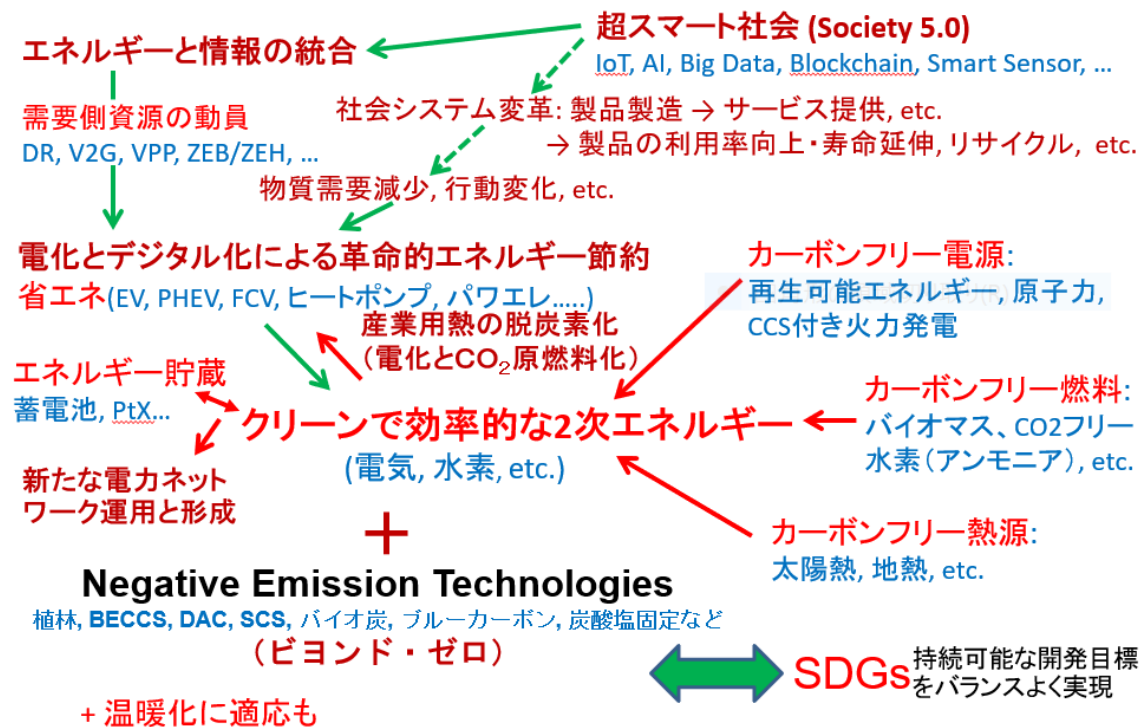 エネルギーと情報の統合
超スマート社会 (Society 5.0)
IoT, AI, Big Data, Blockchain, Smart Sensor, ...
需要側資源の動員
DR, V2G, VPP, ZEB/ZEH, ...
社会システム変革: 製品製造 → サービス提供, etc.
→ 製品の利用率向上・寿命延伸, リサイクル, etc.
物質需要減少, 行動変化, etc.
電化とデジタル化による革命的エネルギー節約
省エネ(EV, PHEV, FCV, ヒートポンプ, パワエレ.....)
カーボンフリー電源:
再生可能エネルギー, 原子力,
CCS付き火力発電
産業用熱の脱炭素化
(電化とCO₂原燃料化)
エネルギー貯蔵
蓄電池, PtX...
カーボンフリー燃料:
バイオマス、CO2フリー
水素(アンモニア), etc.
クリーンで効率的な2次エネルギー
(電気, 水素, etc.)
新たな電力ネット
ワーク運用と形成
カーボンフリー熱源:
太陽熱, 地熱, etc.
+
Negative Emission Technologies
植林, BECCS, DAC, SCS, バイオ炭, ブルーカーボン, 炭酸塩固定など
(ビヨンド・ゼロ)
SDGs 持続可能な開発目標
をバランスよく実現
+ 温暖化に適応も